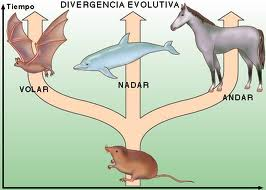 Tiempo
DIVERGENCIA EVOLUTIVA
VOLAR
NADAR
ANDAR